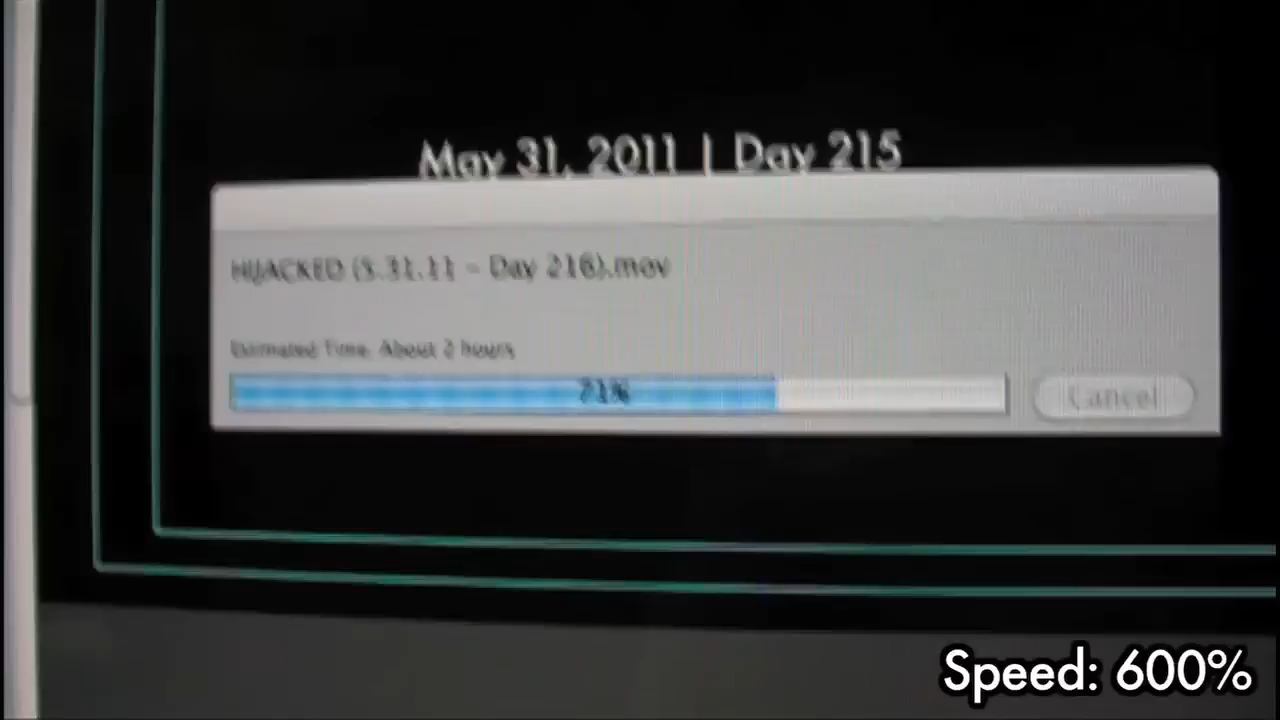 May 31, 2011 | Day 215
HIJACKED (5.31.11 - Day 216).mov
Estimated Time: About 2 hours
71%
Cancel
Speed: 600%